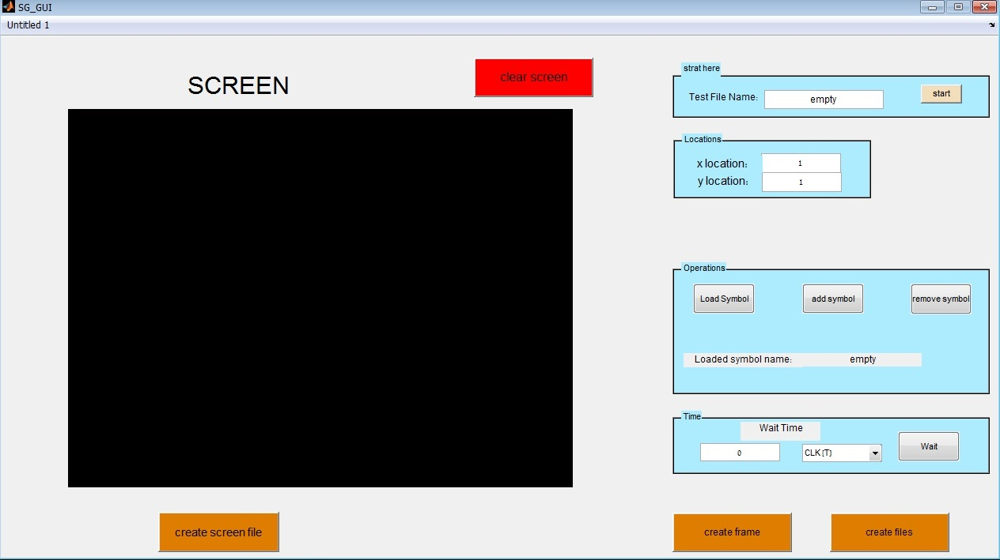 SG_GUI
Untitled 1
SCREEN
clear screen
strat here
Test File Name:
empty
start
Locations
x location:
1
y location:
1
Operations
Load Symbol
add symbol
remove symbol
Loaded symbol name:
empty
Time
Wait Time
0
CLK [T]
Wait
create screen file
create frame
create files